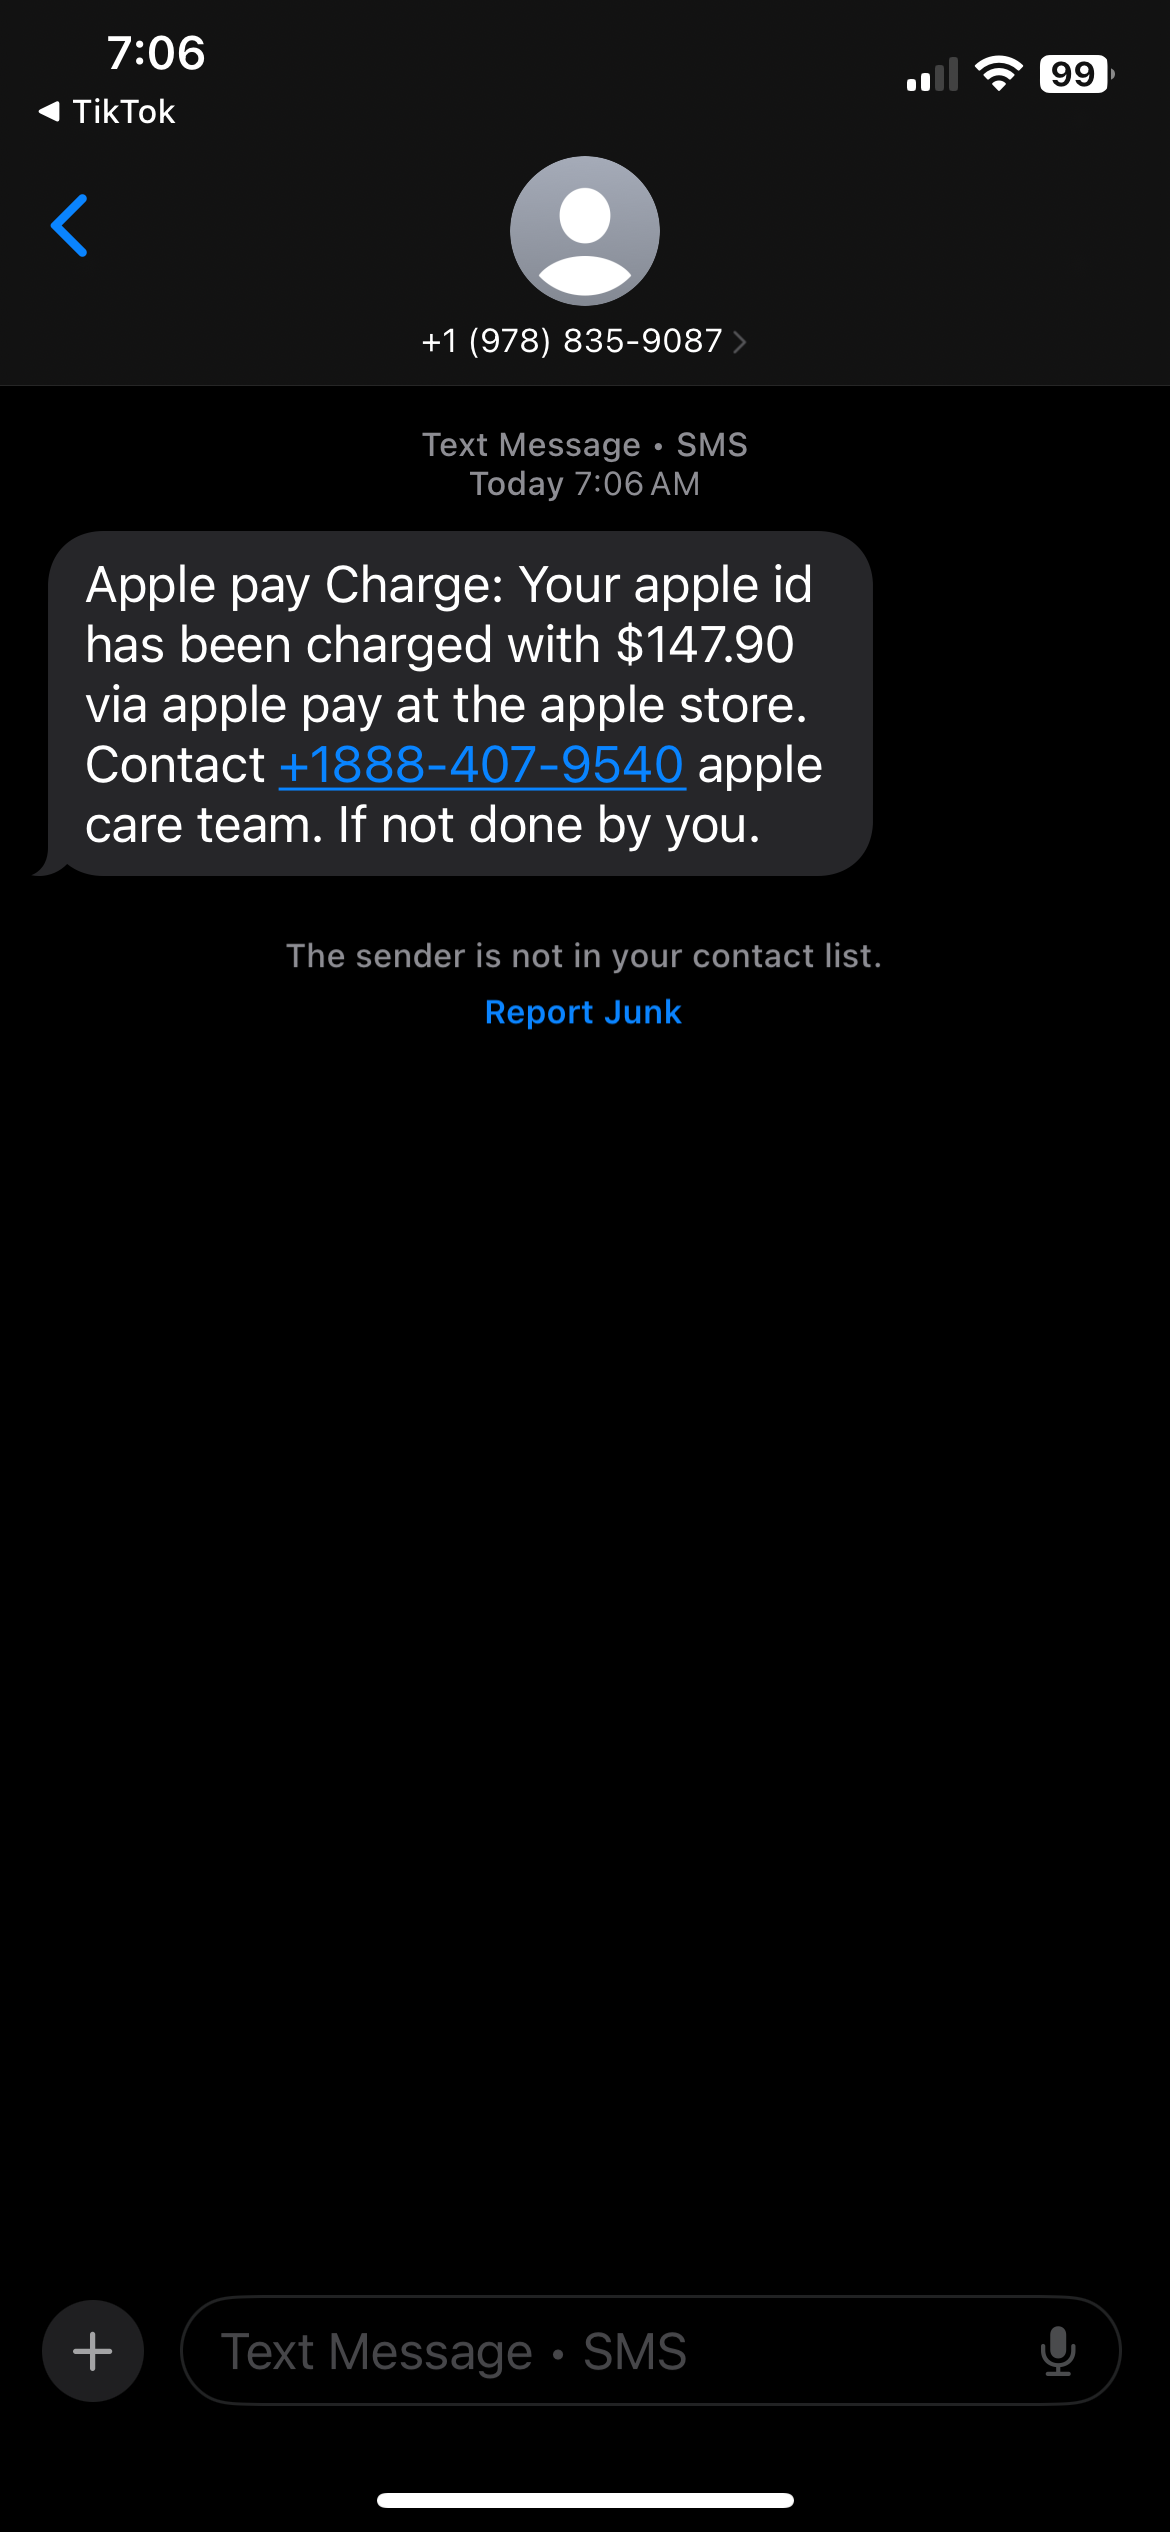 7:06
99
◀ TikTok
+1 (978) 835-9087
Text Message • SMS
Today 7:06 AM
Apple pay Charge: Your apple id
has been charged with $147.90
via apple pay at the apple store.
Contact +1888-407-9540 apple
care team. If not done by you.
The sender is not in your contact list.
Report Junk
Text Message • SMS